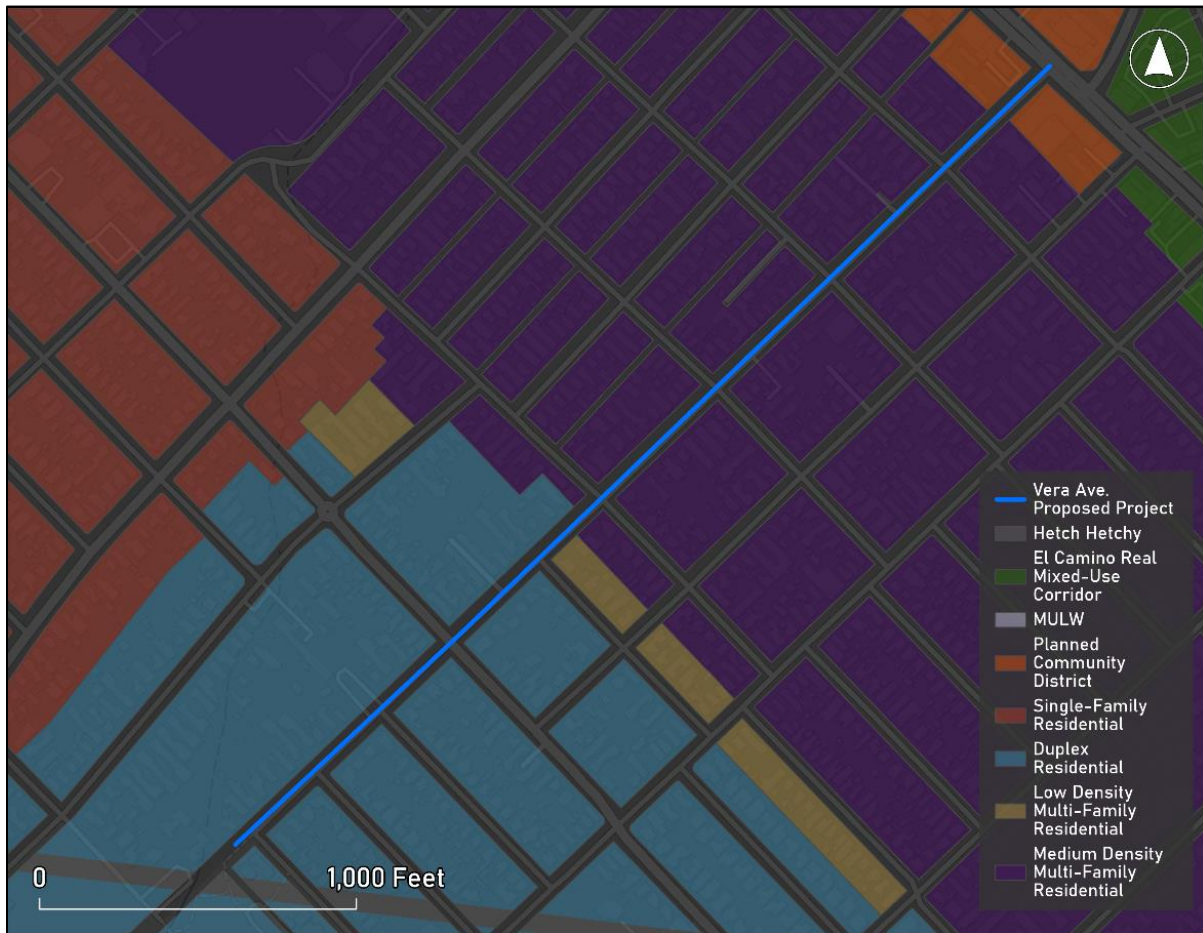 Vera Ave.
Proposed Project
Hetch Hetchy
El Camino Real
Mixed-Use
Corridor
MULW
Planned
Community
District
Single-Family
Residential
Duplex
Residential
Low Density
Multi-Family
Residential
Medium Density
Multi-Family
Residential
0 1,000 Feet